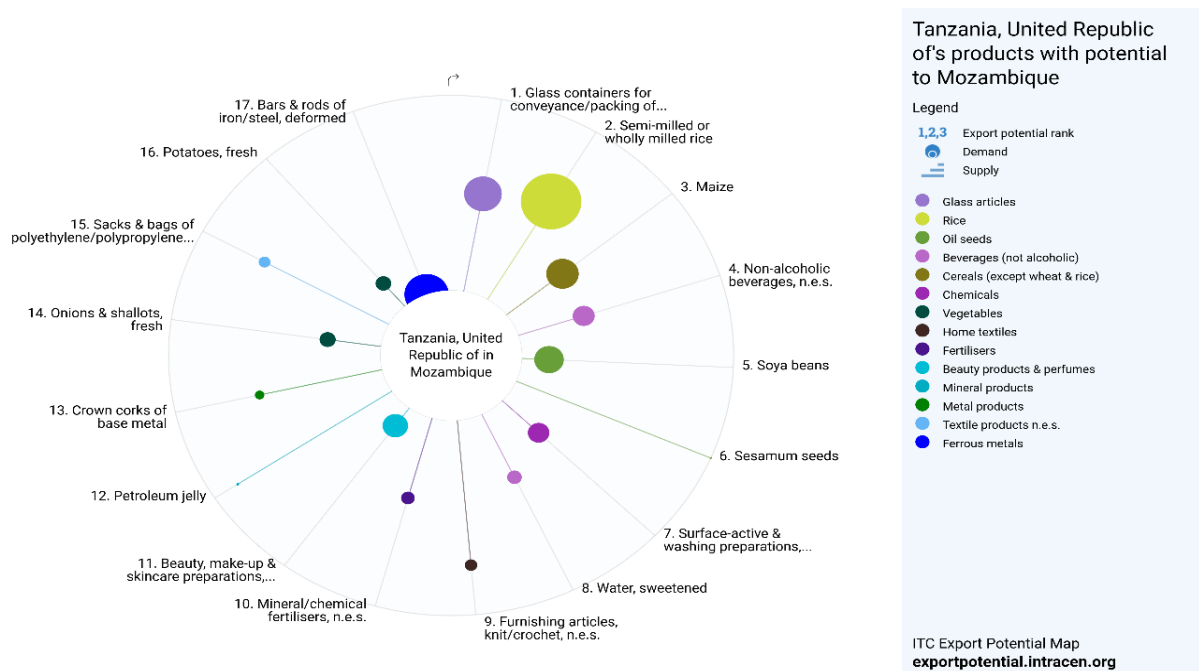 1. Glass containers for
conveyance/packing of...
2. Semi-milled or
wholly milled rice
3. Maize
4. Non-alcoholic
beverages, n.e.s.
5. Soya beans
6. Sesamum seeds
7. Surface-active &
washing preparations,...
8. Water, sweetened
9. Furnishing articles,
knit/crochet, n.e.s.
10. Mineral/chemical
fertilisers, n.e.s.
11. Beauty, make-up &
skincare preparations,...
12. Petroleum jelly
13. Crown corks of
base metal
14. Onions & shallots,
fresh
15. Sacks & bags of
polyethylene/polypropylene...
16. Potatoes, fresh
17. Bars & rods of
iron/steel, deformed
Tanzania, United
Republic of in
Mozambique
Tanzania, United Republic
of's products with potential
to Mozambique
Legend
1,2,3 Export potential rank
Demand
Supply
Glass articles
Rice
Oil seeds
Beverages (not alcoholic)
Cereals (except wheat & rice)
Chemicals
Vegetables
Home textiles
Fertilisers
Beauty products & perfumes
Mineral products
Metal products
Textile products n.e.s.
Ferrous metals
ITC Export Potential Map
exportpotential.intracen.org